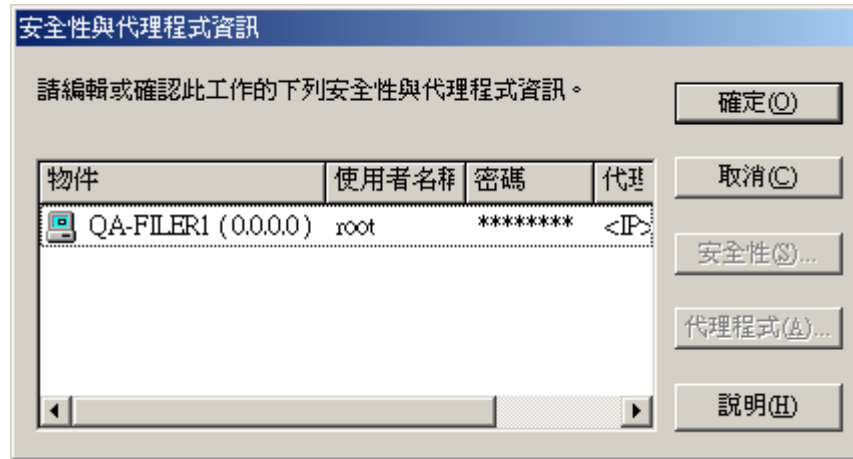 安全性與代理程式資訊
請編輯或確認此工作的下列安全性與代理程式資訊。
確定(O)
物件 使用者名稱 密碼 代理
取消(C)
QA-FILER1 (0.0.0.0) root ******** <IP>
安全性(S)...
代理程式(A)...
說明(H)